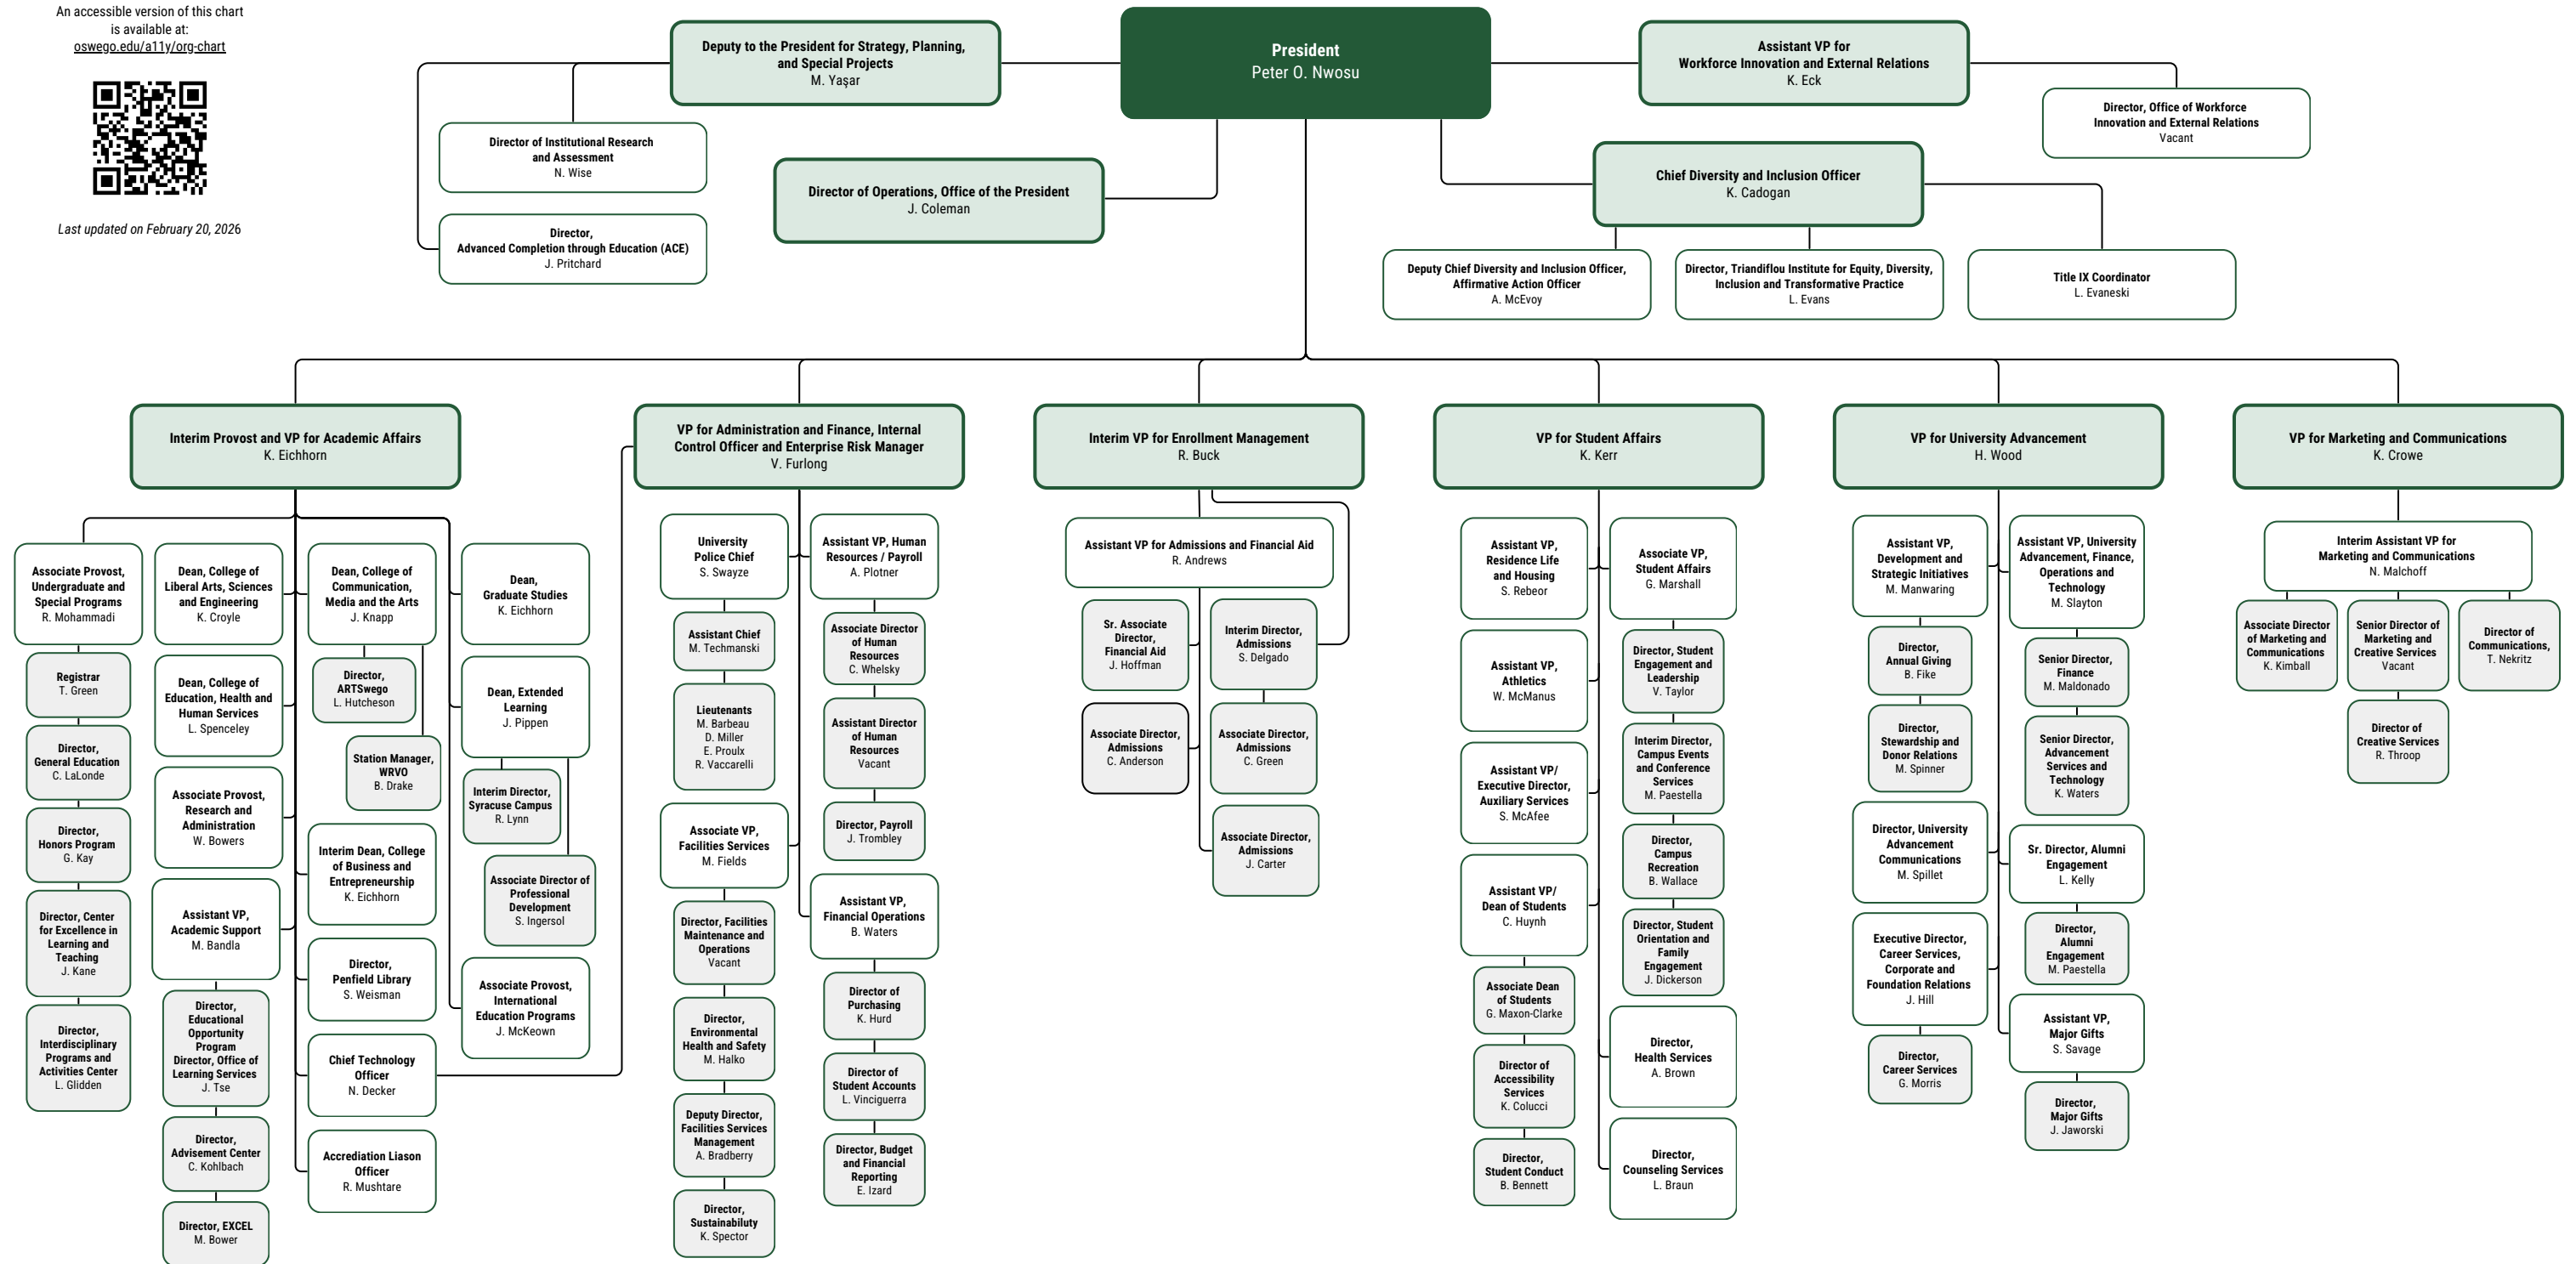 An accessible version of this chart
is available at:
oswego.edu/a11y/org-chart
Last updated on February 20, 2026
President
Peter O. Nwosu
Deputy to the President for Strategy, Planning,
and Special Projects
M. Yaşar
Director of Institutional Research
and Assessment
N. Wise
Director,
Advanced Completion through Education (ACE)
J. Pritchard
Director of Operations, Office of the President
J. Coleman
Assistant VP for
Workforce Innovation and External Relations
K. Eck
Director, Office of Workforce
Innovation and External Relations
Vacant
Chief Diversity and Inclusion Officer
K. Cadogan
Deputy Chief Diversity and Inclusion Officer,
Affirmative Action Officer
A. McEvoy
Director, Triandiflou Institute for Equity, Diversity,
Inclusion and Transformative Practice
L. Evans
Title IX Coordinator
L. Evaneski
Interim Provost and VP for Academic Affairs
K. Eichhorn
Associate Provost,
Undergraduate and
Special Programs
R. Mohammadi
Registrar
T. Green
Director,
General Education
C. LaLonde
Director,
Honors Program
G. Kay
Director, Center
for Excellence in
Learning and
Teaching
J. Kane
Director,
Interdisciplinary
Programs and
Activities Center
L. Glidden
Dean, College of
Liberal Arts, Sciences
and Engineering
K. Croyle
Dean, College of
Education, Health and
Human Services
L. Spenceley
Associate Provost,
Research and
Administration
W. Bowers
Assistant VP,
Academic Support
M. Bandla
Director,
Educational
Opportunity
Program
Director, Office of
Learning Services
J. Tse
Director,
Advisement Center
C. Kohlbach
Director, EXCEL
M. Bower
Dean, College of
Communication,
Media and the Arts
J. Knapp
Director,
ARTSwego
L. Hutcheson
Station Manager,
WRVO
B. Drake
Interim Dean, College
of Business and
Entrepreneurship
K. Eichhorn
Director,
Penfield Library
S. Weisman
Chief Technology
Officer
N. Decker
Accrediation Liason
Officer
R. Mushtare
Dean,
Graduate Studies
K. Eichhorn
Dean, Extended
Learning
J. Pippen
Interim Director,
Syracuse Campus
R. Lynn
Associate Director of
Professional
Development
S. Ingersol
Associate Provost,
International
Education Programs
J. McKeown
VP for Administration and Finance, Internal
Control Officer and Enterprise Risk Manager
V. Furlong
University
Police Chief
S. Swayze
Assistant Chief
M. Techmanski
Lieutenants
M. Barbeau
D. Miller
E. Proulx
R. Vaccarelli
Associate VP,
Facilities Services
M. Fields
Director, Facilities
Maintenance and
Operations
Vacant
Director,
Environmental
Health and Safety
M. Halko
Deputy Director,
Facilities Services
Management
A. Bradberry
Director,
Sustainabiluty
K. Spector
Assistant VP, Human
Resources / Payroll
A. Plotner
Associate Director
of Human
Resources
C. Whelsky
Assistant Director
of Human
Resources
Vacant
Director, Payroll
J. Trombley
Assistant VP,
Financial Operations
B. Waters
Director of
Purchasing
K. Hurd
Director of
Student Accounts
L. Vinciguerra
Director, Budget
and Financial
Reporting
E. Izard
Interim VP for Enrollment Management
R. Buck
Assistant VP for Admissions and Financial Aid
R. Andrews
Sr. Associate
Director,
Financial Aid
J. Hoffman
Associate Director,
Admissions
C. Anderson
Interim Director,
Admissions
S. Delgado
Associate Director,
Admissions
C. Green
Associate Director,
Admissions
J. Carter
VP for Student Affairs
K. Kerr
Assistant VP,
Residence Life
and Housing
S. Rebeor
Assistant VP,
Athletics
W. McManus
Assistant VP/
Executive Director,
Auxiliary Services
S. McAfee
Assistant VP/
Dean of Students
C. Huynh
Associate Dean
of Students
G. Maxon-Clarke
Director of
Accessibility
Services
K. Colucci
Director,
Student Conduct
B. Bennett
Associate VP,
Student Affairs
G. Marshall
Director, Student
Engagement and
Leadership
V. Taylor
Interim Director,
Campus Events
and Conference
Services
M. Paestella
Director,
Campus
Recreation
B. Wallace
Director, Student
Orientation and
Family
Engagement
J. Dickerson
Director,
Health Services
A. Brown
Director,
Counseling Services
L. Braun
VP for University Advancement
H. Wood
Assistant VP,
Development and
Strategic Initiatives
M. Manwaring
Director,
Annual Giving
B. Fike
Director,
Stewardship and
Donor Relations
M. Spinner
Director, University
Advancement
Communications
M. Spillet
Executive Director,
Career Services,
Corporate and
Foundation Relations
J. Hill
Director,
Career Services
G. Morris
Assistant VP, University
Advancement, Finance,
Operations and
Technology
M. Slayton
Senior Director,
Finance
M. Maldonado
Senior Director,
Advancement
Services and
Technology
K. Waters
Sr. Director, Alumni
Engagement
L. Kelly
Director,
Alumni
Engagement
M. Paestella
Assistant VP,
Major Gifts
S. Savage
Director,
Major Gifts
J. Jaworski
VP for Marketing and Communications
K. Crowe
Interim Assistant VP for
Marketing and Communications
N. Malchoff
Associate Director
of Marketing and
Communications
K. Kimball
Senior Director of
Marketing and
Creative Services
Vacant
Director of
Creative Services
R. Throop
Director of
Communications,
T. Nekritz